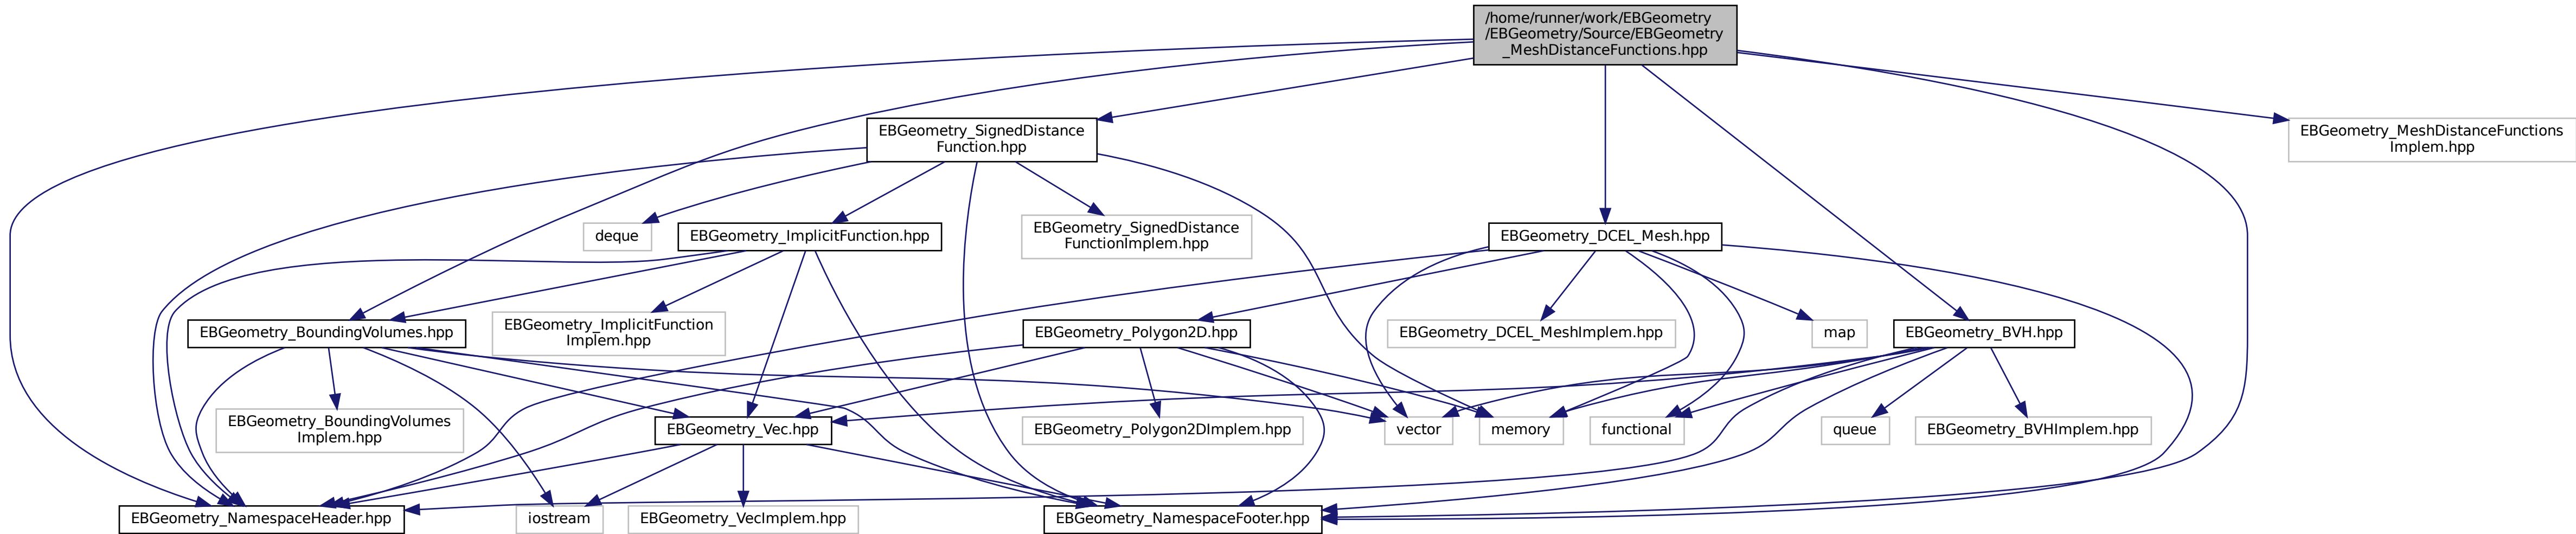 /home/runner/work/EBGeometry
/EBGeometry/Source/EBGeometry
_MeshDistanceFunctions.hpp
EBGeometry_SignedDistance
Function.hpp
EBGeometry_MeshDistanceFunctions
Implem.hpp
deque
EBGeometry_ImplicitFunction.hpp
EBGeometry_SignedDistance
FunctionImplem.hpp
EBGeometry_DCEL_Mesh.hpp
EBGeometry_BoundingVolumes.hpp
EBGeometry_ImplicitFunction
Implem.hpp
EBGeometry_Polygon2D.hpp
EBGeometry_DCEL_MeshImplem.hpp
map
EBGeometry_BVH.hpp
EBGeometry_BoundingVolumes
Implem.hpp
EBGeometry_Vec.hpp
EBGeometry_Polygon2DImplem.hpp
vector
memory
functional
queue
EBGeometry_BVHImplem.hpp
EBGeometry_NamespaceHeader.hpp
iostream
EBGeometry_VecImplem.hpp
EBGeometry_NamespaceFooter.hpp